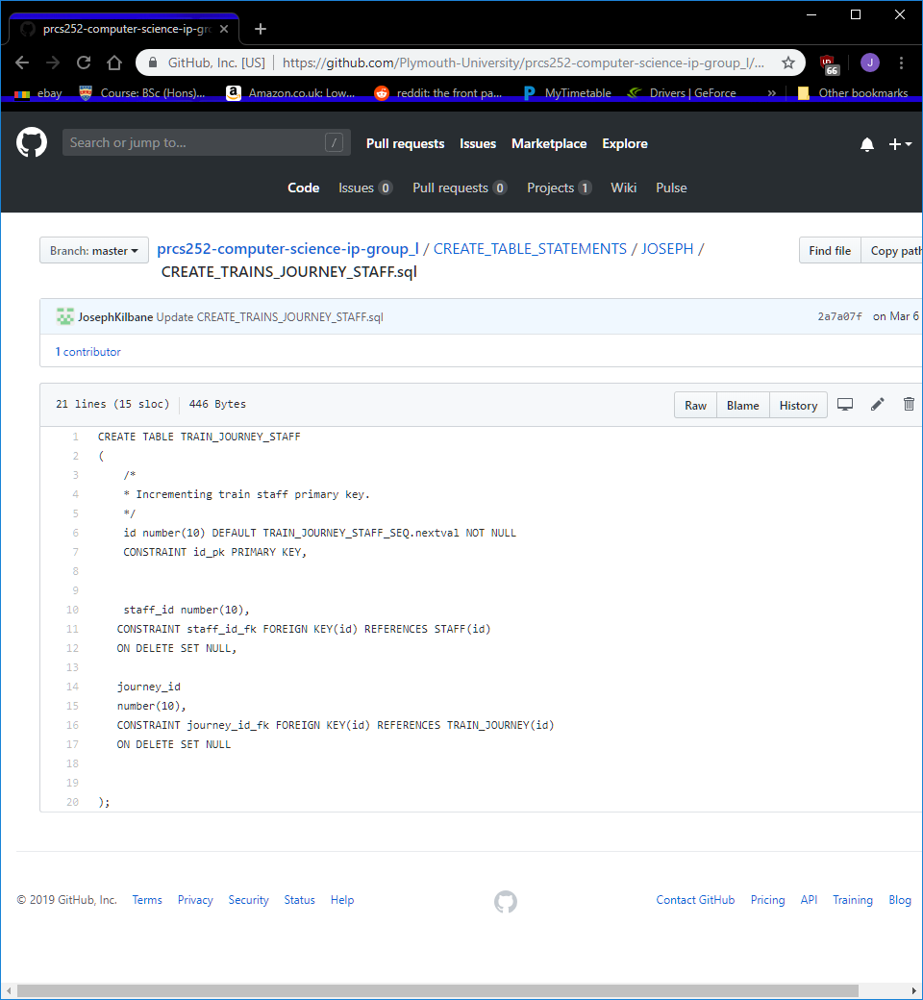 prcs252-computer-science-ip-gro
GitHub, Inc. [US] https://github.com/Plymouth-University/prcs252-computer-science-ip-group_l/...
66
J
ebay Course: BSc (Hons)... Amazon.co.uk: Low... reddit: the front pa... MyTimetable Drivers | GeForce » Other bookmarks
Search or jump to... / Pull requests Issues Marketplace Explore
Code Issues 0 Pull requests 0 Projects 1 Wiki Pulse
Branch: master prcs252-computer-science-ip-group_l / CREATE_TABLE_STATEMENTS / JOSEPH / Find file Copy path
CREATE_TRAINS_JOURNEY_STAFF.sql
JosephKilbane Update CREATE_TRAINS_JOURNEY_STAFF.sql 2a7a07f on Mar 6
1 contributor
21 lines (15 sloc) 446 Bytes Raw Blame History
1 CREATE TABLE TRAIN_JOURNEY_STAFF
2 (
3 /*
4 * Incrementing train staff primary key.
5 */
6 id number(10) DEFAULT TRAIN_JOURNEY_STAFF_SEQ.nextval NOT NULL
7 CONSTRAINT id_pk PRIMARY KEY,
8
9
10 staff_id number(10),
11 CONSTRAINT staff_id_fk FOREIGN KEY(id) REFERENCES STAFF(id)
12 ON DELETE SET NULL,
13
14 journey_id
15 number(10),
16 CONSTRAINT journey_id_fk FOREIGN KEY(id) REFERENCES TRAIN_JOURNEY(id)
17 ON DELETE SET NULL
18
19
20 );
© 2019 GitHub, Inc. Terms Privacy Security Status Help Contact GitHub Pricing API Training Blog